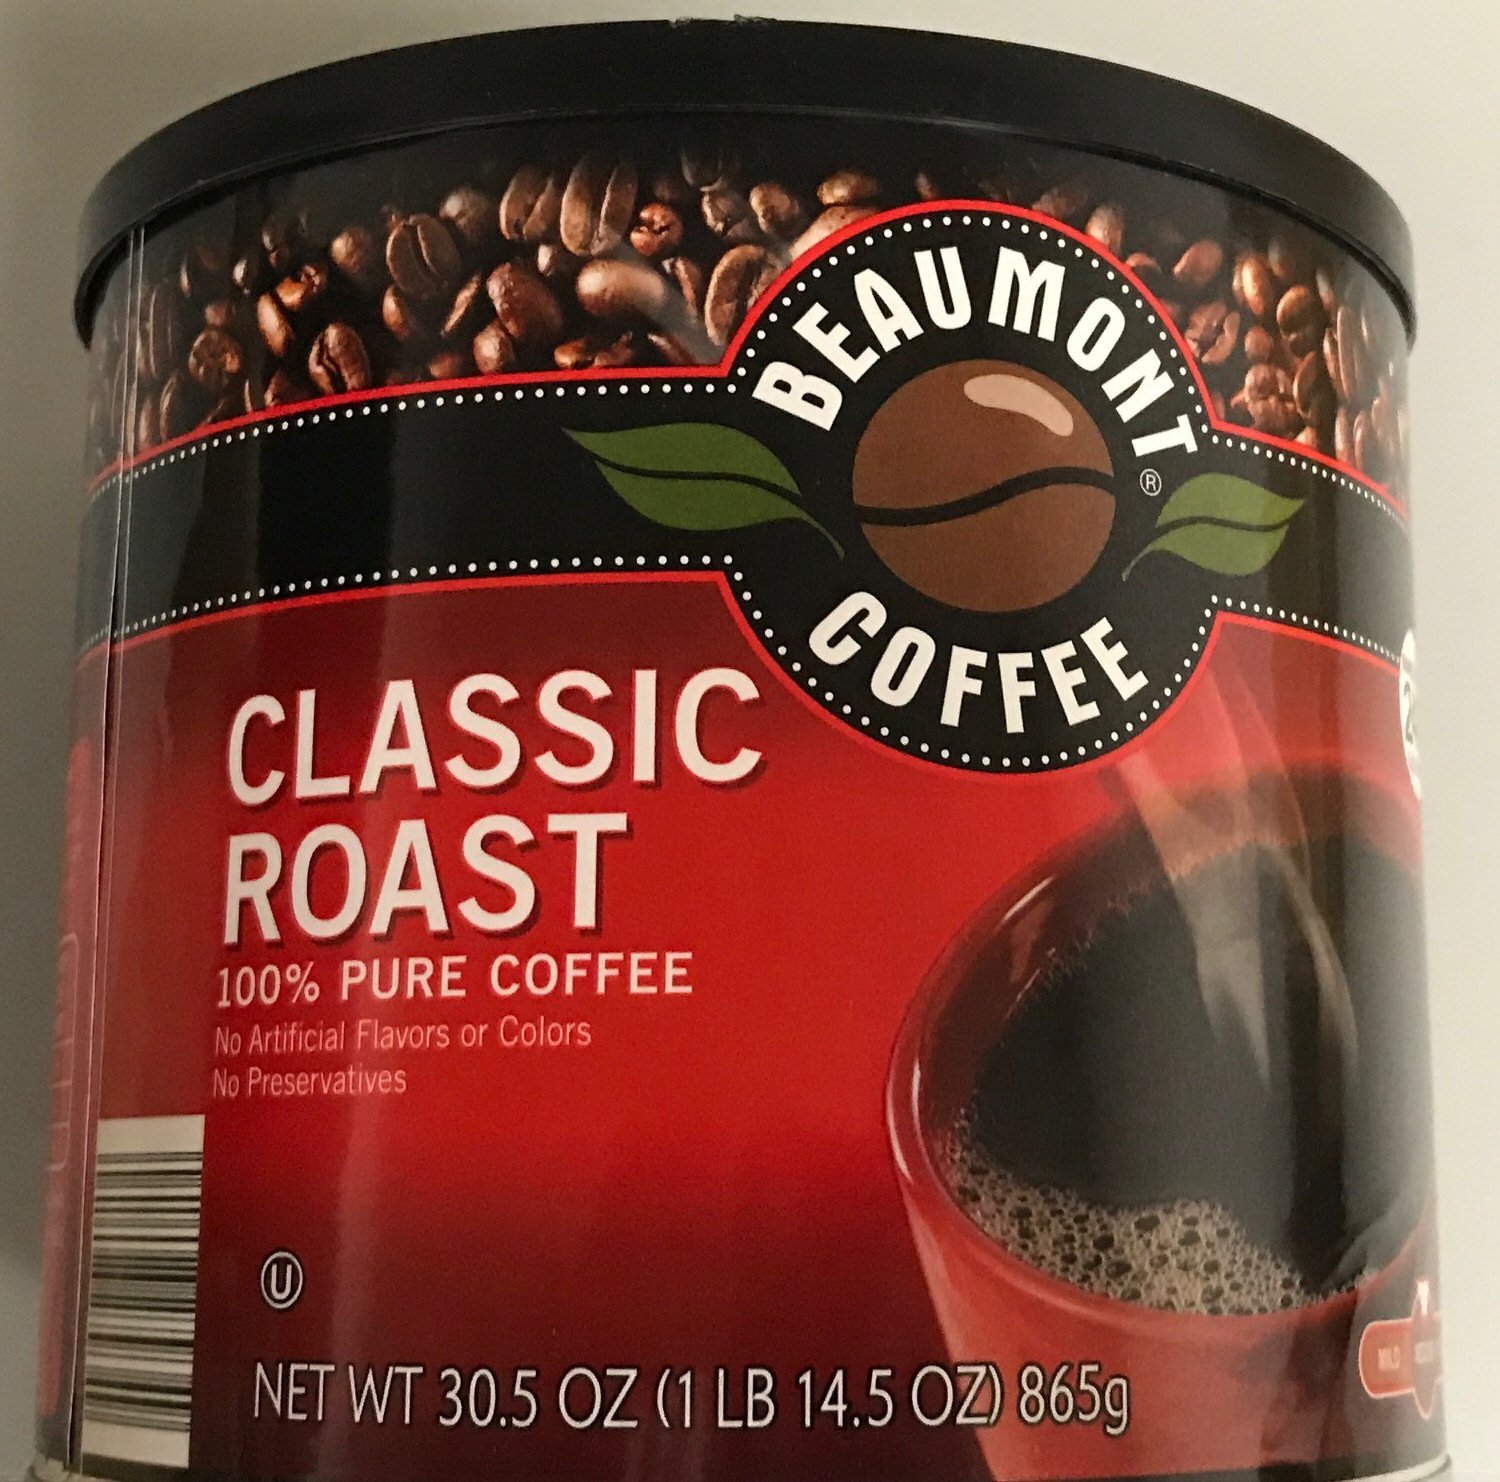 BEAUMONT®
COFFEE
CLASSIC
ROAST
100% PURE COFFEE
No Artificial Flavors or Colors
No Preservatives
U
MILD
NET WT 30.5 OZ (1 LB 14.5 OZ) 865g